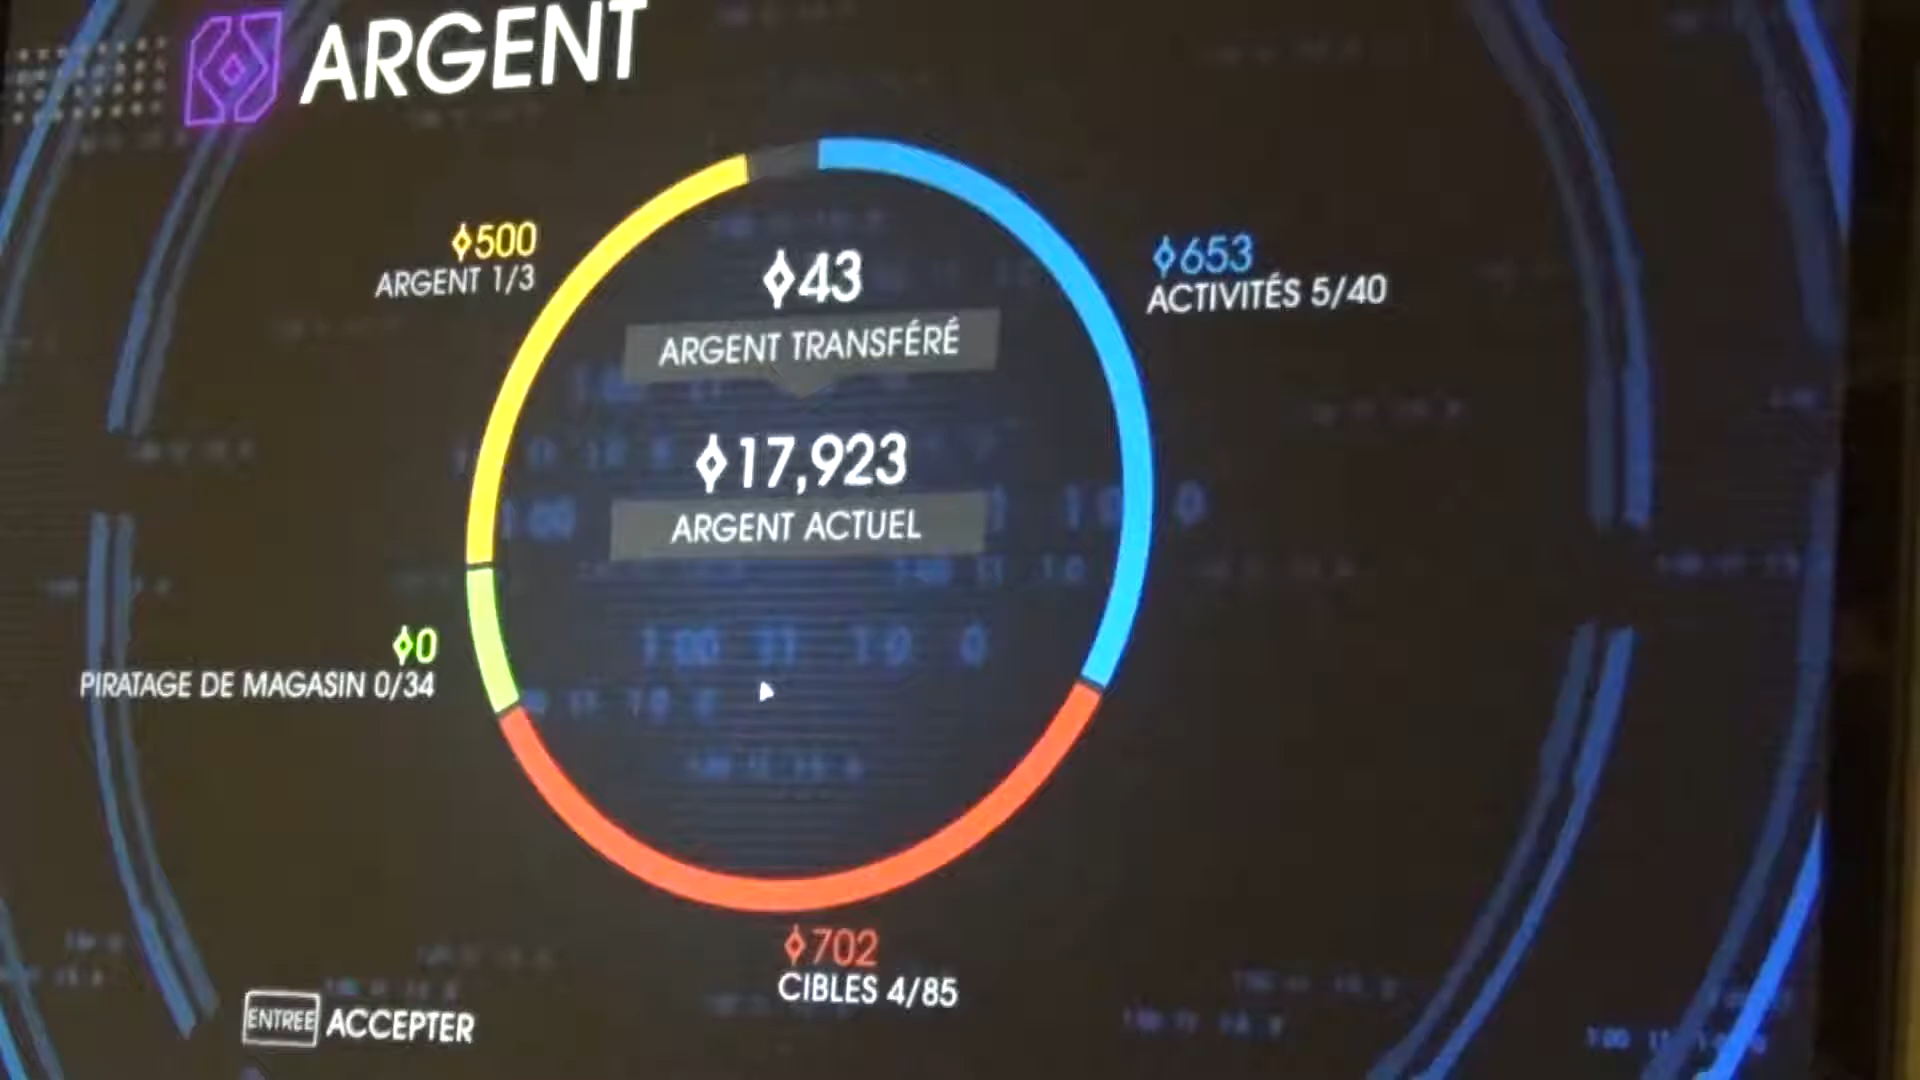 ARGENT
500
ARGENT 1/3
43
ARGENT TRANSFÉRÉ
653
ACTIVITÉS 5/40
17,923
ARGENT ACTUEL
0
PIRATAGE DE MAGASIN 0/34
702
CIBLES 4/85
ENTREE ACCEPTER